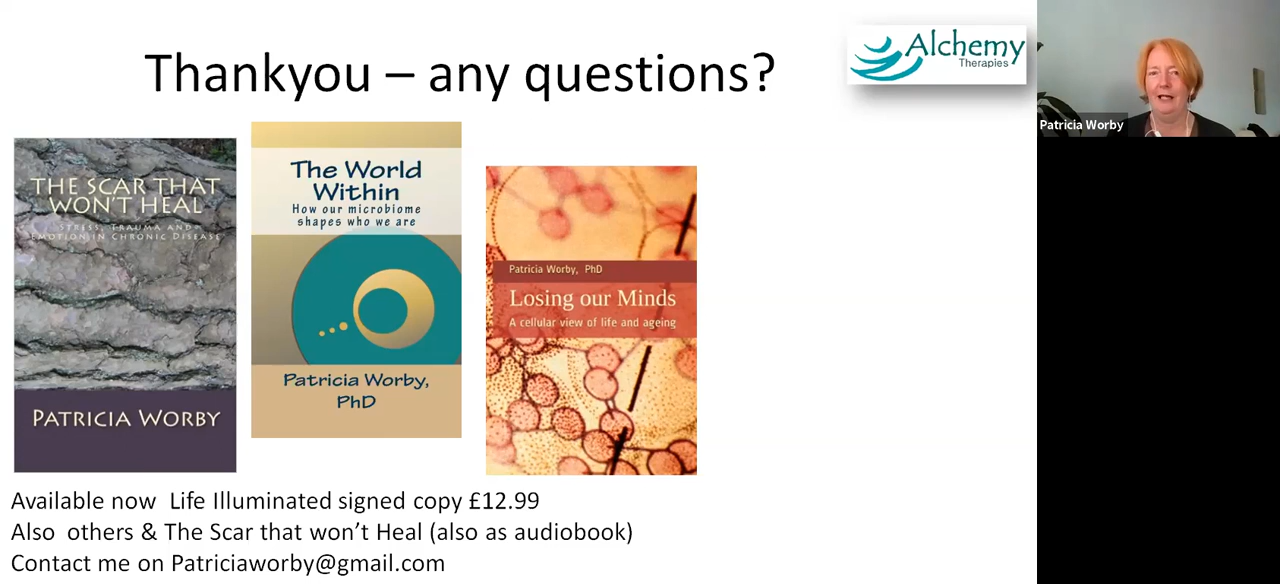 Thankyou – any questions?
Alchemy
Therapies
Patricia Worby
THE SCAR THAT
WON'T HEAL
STRESS, TRAUMA AND
EMOTION IN CHRONIC DISEASE
PATRICIA WORBY
The World
Within
How our microbiome
shapes who we are
Patricia Worby,
PhD
Patricia Worby, PhD
Losing our Minds
A cellular view of life and ageing
Available now  Life Illuminated signed copy £12.99
Also  others & The Scar that won't Heal (also as audiobook)
Contact me on Patriciaworby@gmail.com